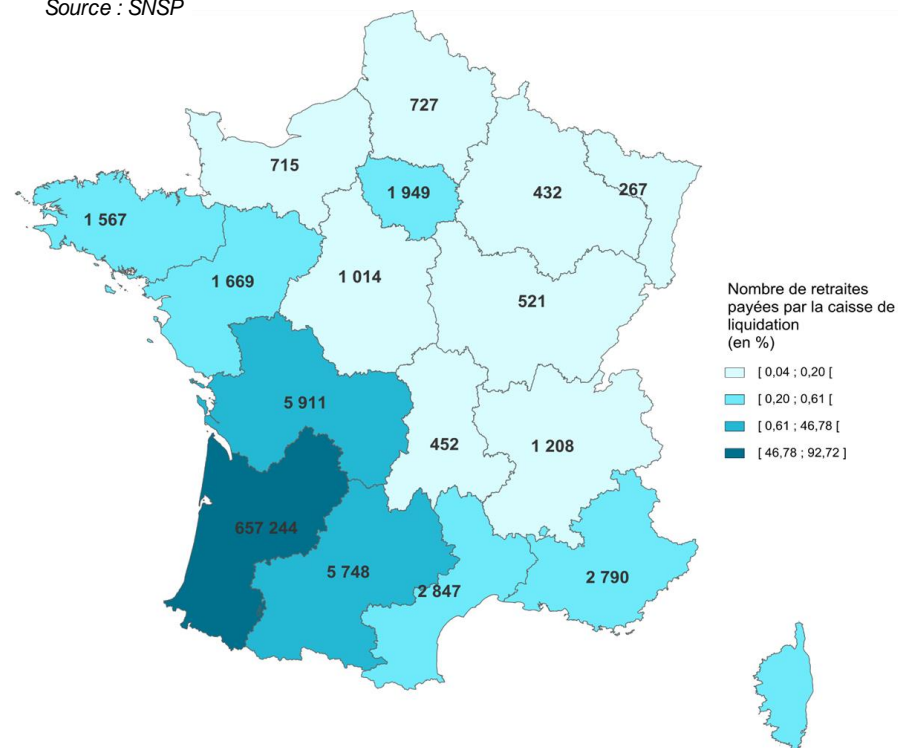 Source : SNSP
727
715
1 949
432
267
1 567
1 669
1 014
521
5 911
452
1 208
657 244
5 748
2 847
2 790
Nombre de retraites
payées par la caisse de
liquidation
(en %)
[ 0,04 ; 0,20 [
[ 0,20 ; 0,61 [
[ 0,61 ; 46,78 [
[ 46,78 ; 92,72 ]